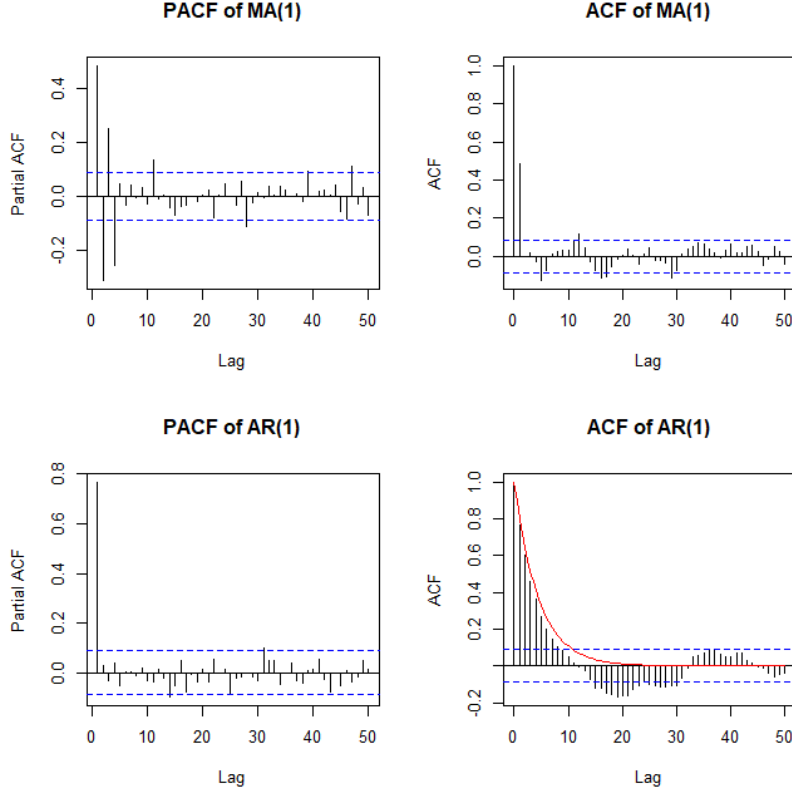 PACF of MA(1)
Partial ACF
-0.2 0.0 0.2 0.4
0 10 20 30 40 50
Lag
ACF of MA(1)
ACF
0.0 0.2 0.4 0.6 0.8 1.0
0 10 20 30 40 50
Lag
PACF of AR(1)
Partial ACF
0.0 0.2 0.4 0.6 0.8
0 10 20 30 40 50
Lag
ACF of AR(1)
ACF
-0.2 0.0 0.2 0.4 0.6 0.8 1.0
0 10 20 30 40 50
Lag